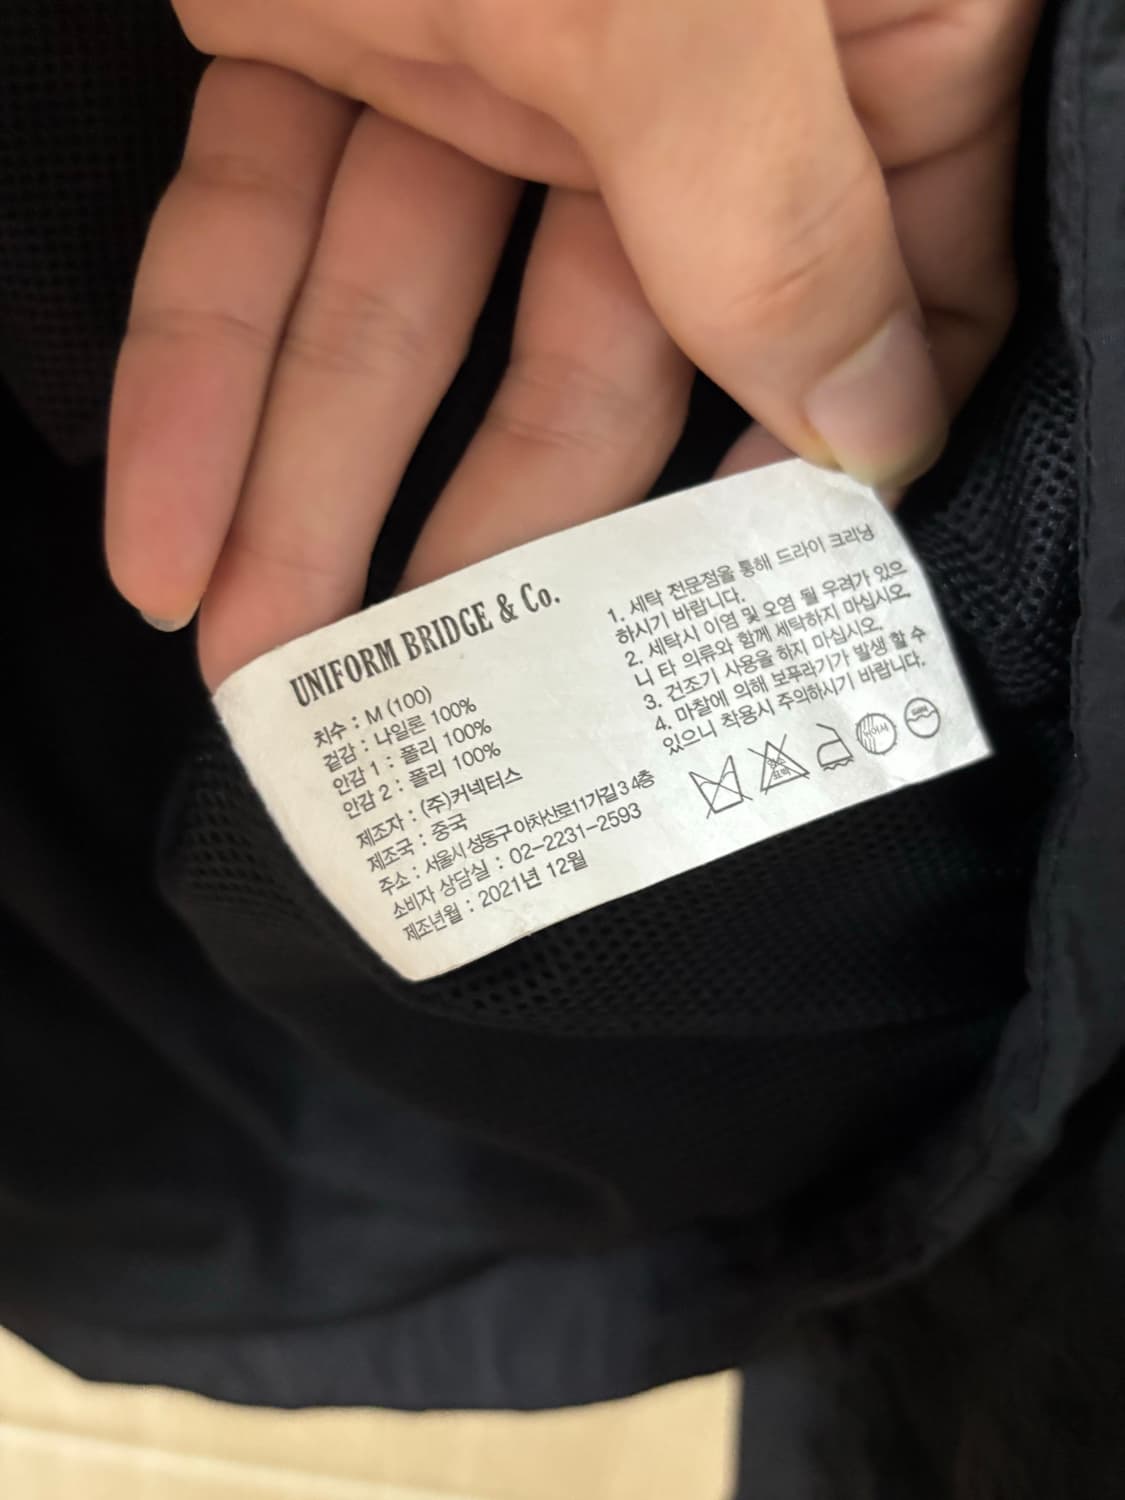 UNIFORM BRIDGE & Co.
치수 : M (100)
겉감 : 나일론 100%
안감 1 : 폴리 100%
안감 2 : 폴리 100%
제조자 : (주)커넥터스
제조국 : 중국
주소 : 서울시 성동구 아차산로11가길 3 4층
소비자 상담실 : 02-2231-2593
제조년월 : 2021년 12월
1. 세탁 전문점을 통해 드라이 크리닝
하시기 바랍니다.
2. 세탁시 이염 및 오염 될 우려가 있으
니 타 의류와 함께 세탁하지 마십시오.
3. 건조기 사용을 하지 마십시오.
4. 마찰에 의해 보푸라기가 발생 할 수
있으니 착용시 주의하시기 바랍니다.
염소
표백
뉘어서